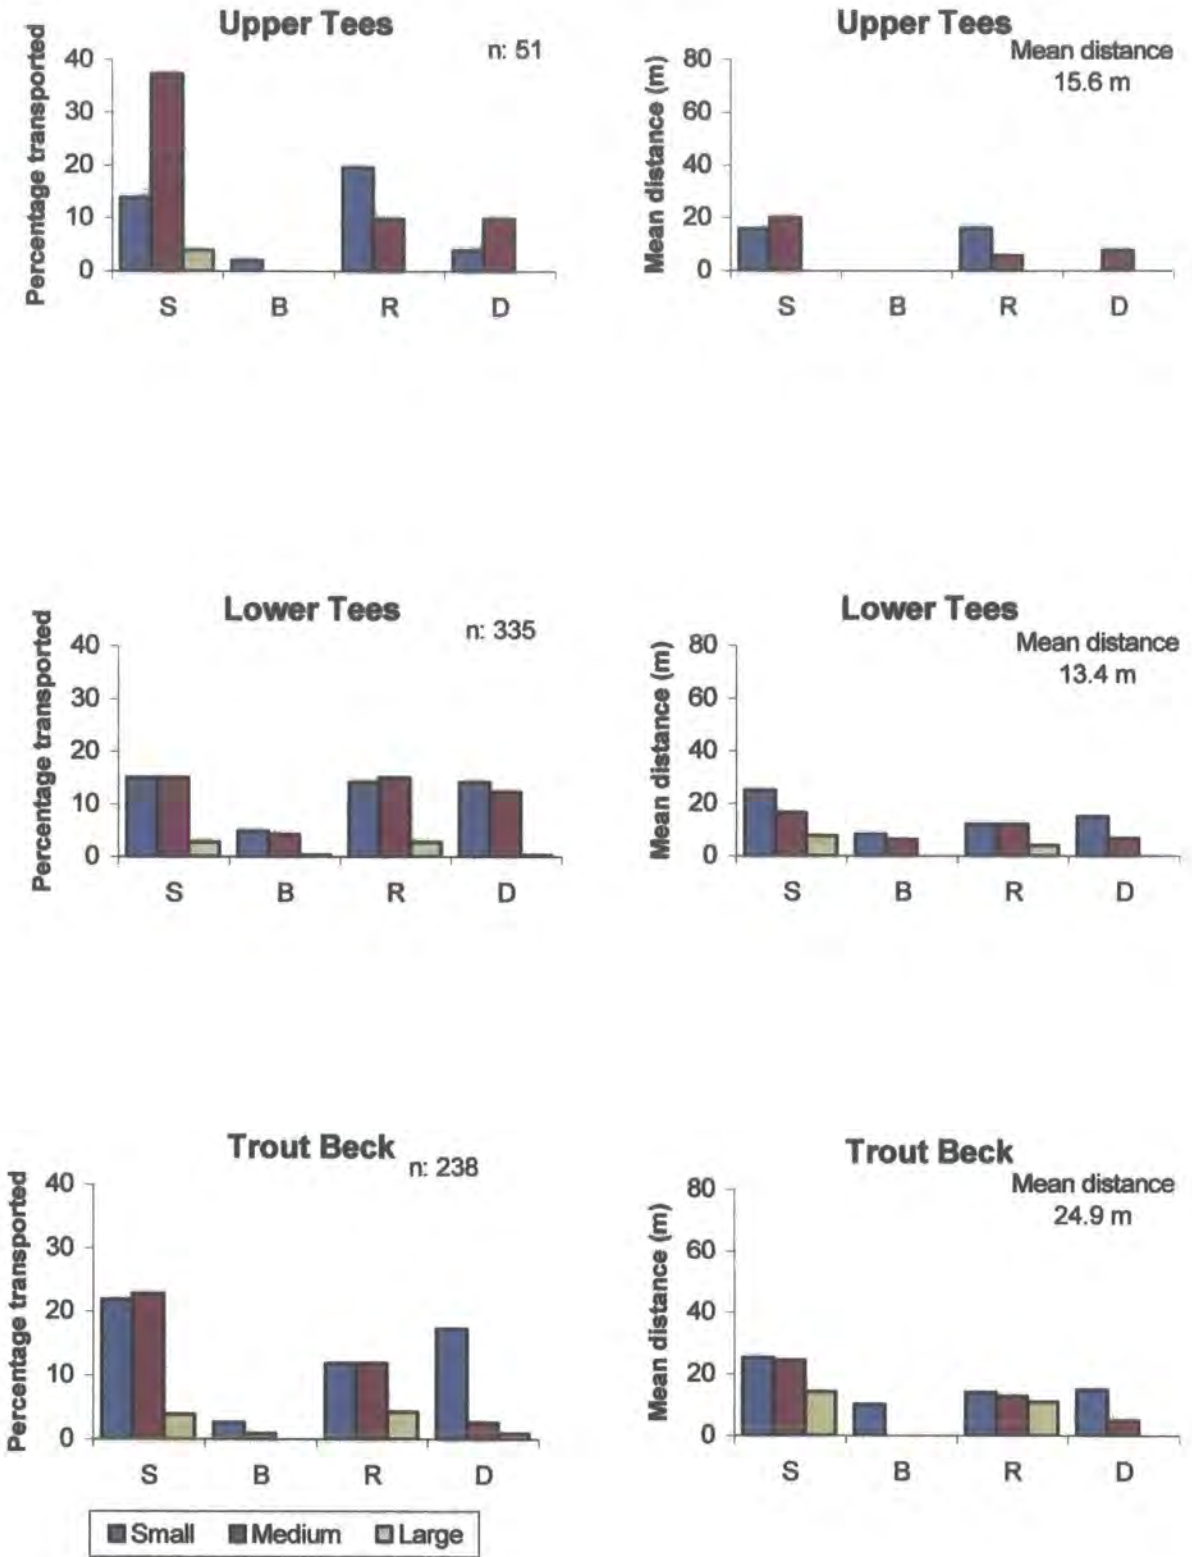 Upper Tees
n: 51
Percentage transported
40
30
20
10
0
S B R D
Upper Tees
Mean distance
15.6 m
Mean distance (m)
80
60
40
20
0
S B R D
Lower Tees
n: 335
Percentage transported
40
30
20
10
0
S B R D
Lower Tees
Mean distance
13.4 m
Mean distance (m)
80
60
40
20
0
S B R D
Trout Beck
n: 238
Percentage transported
40
30
20
10
0
S B R D
Trout Beck
Mean distance
24.9 m
Mean distance (m)
80
60
40
20
0
S B R D
Small Medium Large